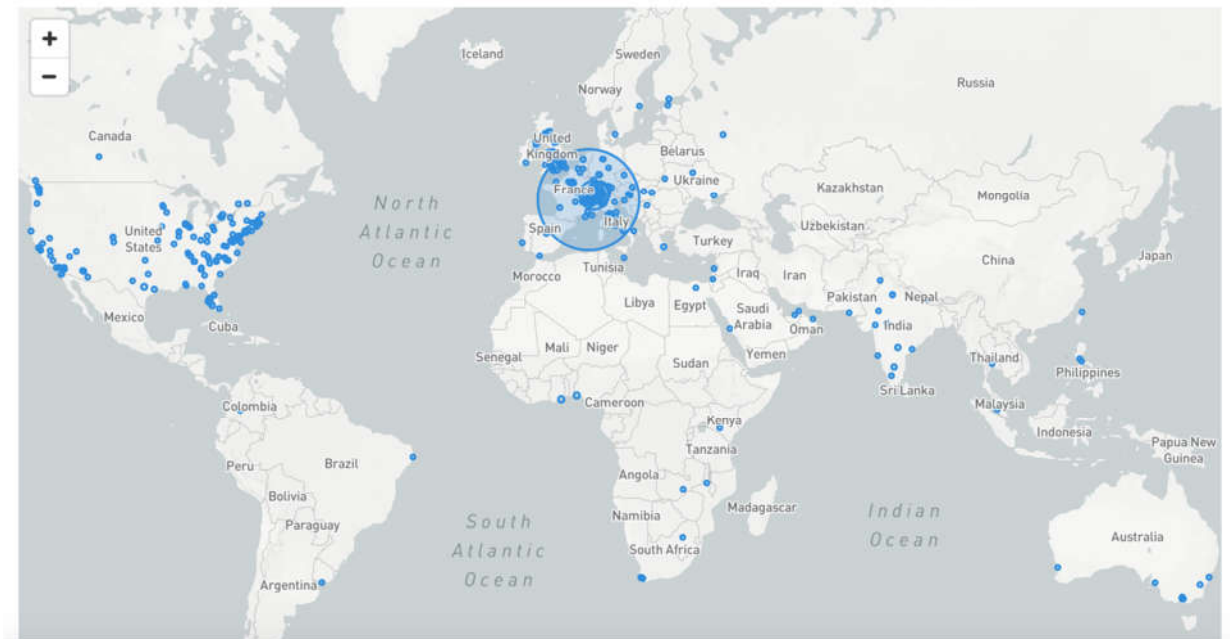 +
−
Iceland
Sweden
Norway
Russia
Canada
United
Kingdom
Belarus
Ukraine
France
Kazakhstan
Mongolia
North
Atlantic
Ocean
United
States
Spain
Italy
Uzbekistan
Turkey
China
Japan
Morocco
Tunisia
Iraq
Iran
Pakistan
Nepal
Mexico
Cuba
Libya
Egypt
Saudi
Arabia
Oman
India
Senegal
Mali
Niger
Yemen
Thailand
Sudan
Philippines
Sri Lanka
Colombia
Cameroon
Malaysia
Kenya
Indonesia
Papua New
Guinea
Tanzania
Peru
Brazil
Angola
Bolivia
Madagascar
Namibia
Indian
Ocean
South
Atlantic
Ocean
Paraguay
South Africa
Australia
Argentina